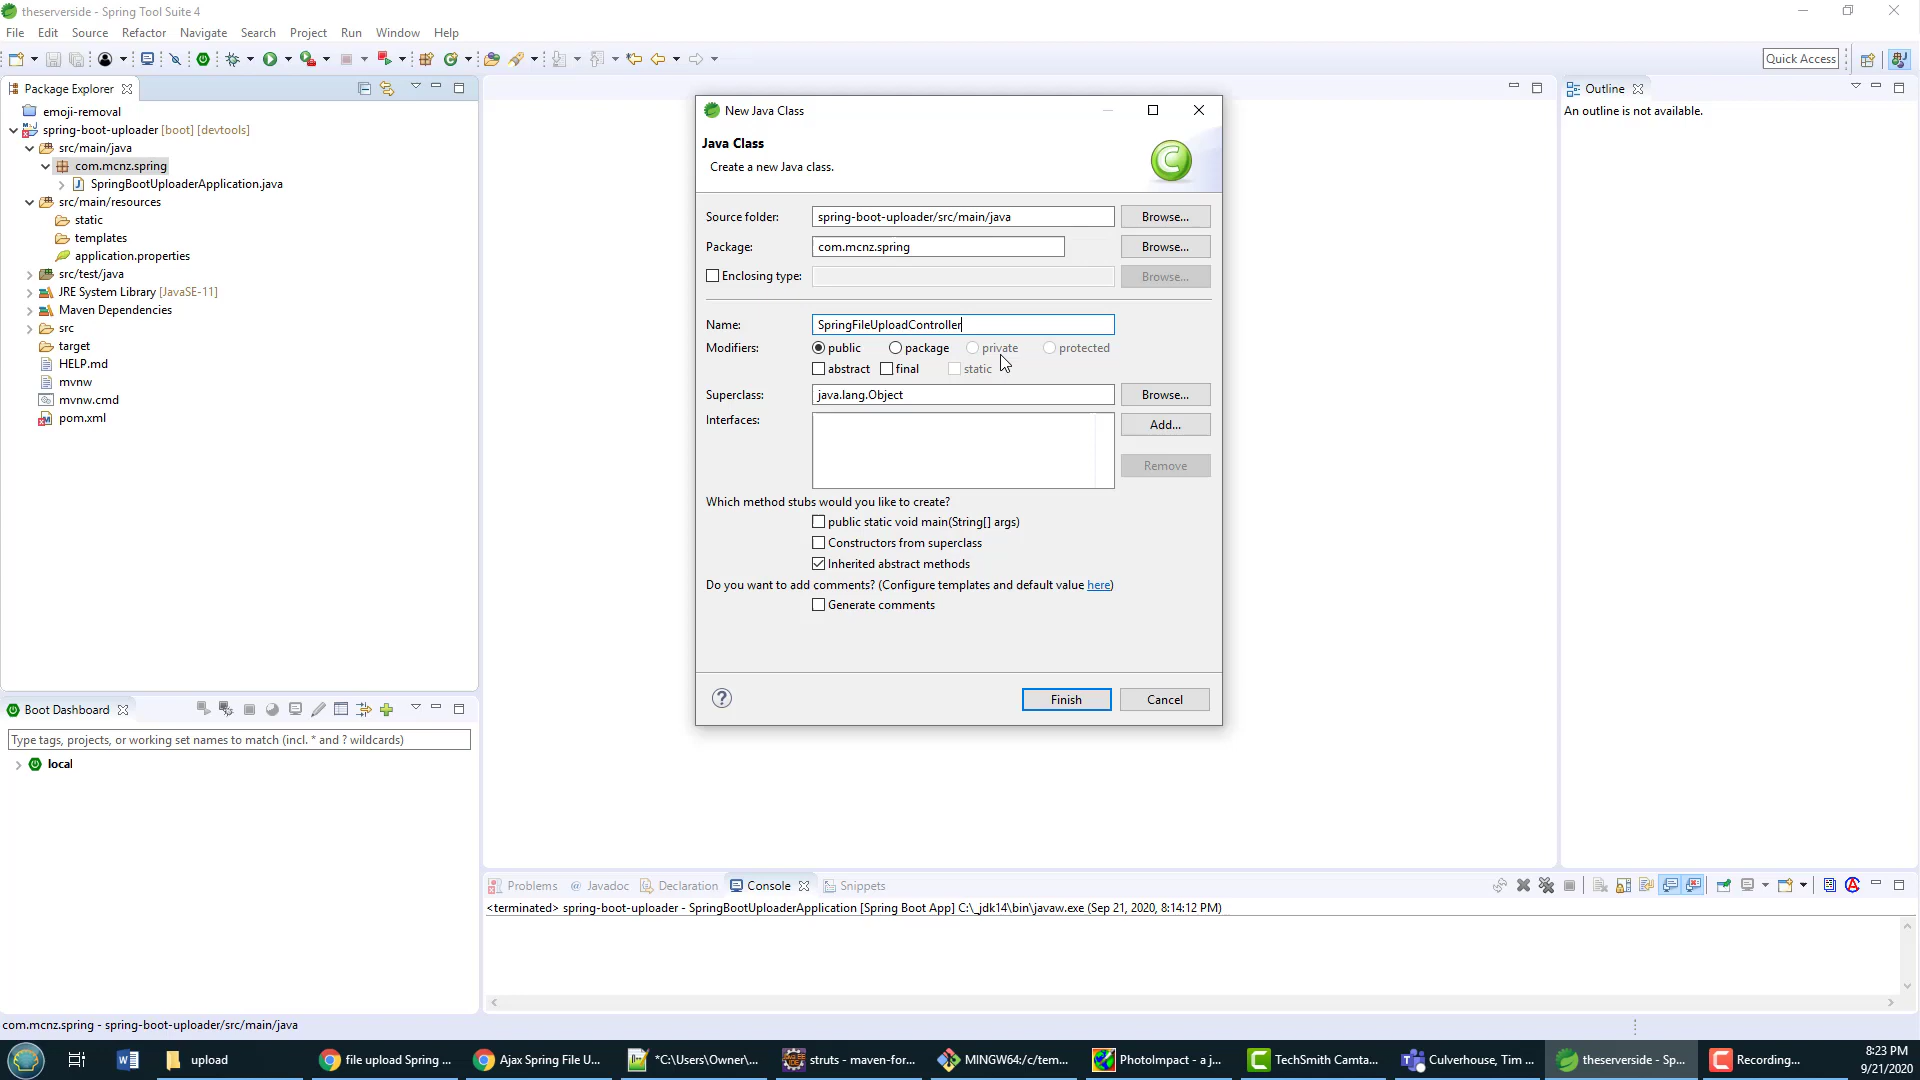 theserverside - Spring Tool Suite 4
File Edit Source Refactor Navigate Search Project Run Window Help
Quick Access
Package Explorer
emoji-removal
spring-boot-uploader [boot] [devtools]
src/main/java
com.mcnz.spring
SpringBootUploaderApplication.java
src/main/resources
static
templates
application.properties
src/test/java
JRE System Library [JavaSE-11]
Maven Dependencies
src
target
HELP.md
mvnw
mvnw.cmd
pom.xml
New Java Class
Java Class
Create a new Java class.
Source folder: spring-boot-uploader/src/main/java Browse...
Package: com.mcnz.spring Browse...
Enclosing type: Browse...
Name: SpringFileUploadController
Modifiers: public package private protected
abstract final static
Superclass: java.lang.Object Browse...
Interfaces: Add...
Remove
Which method stubs would you like to create?
public static void main(String[] args)
Constructors from superclass
Inherited abstract methods
Do you want to add comments? (Configure templates and default value here)
Generate comments
Finish Cancel
Outline
An outline is not available.
Boot Dashboard
Type tags, projects, or working set names to match (incl. * and ? wildcards)
local
Problems @ Javadoc Declaration Console Snippets
<terminated> spring-boot-uploader - SpringBootUploaderApplication [Spring Boot App] C:\_jdk14\bin\javaw.exe (Sep 21, 2020, 8:14:12 PM)
com.mcnz.spring - spring-boot-uploader/src/main/java
upload
file upload Spring ...
Ajax Spring File U...
*C:\Users\Owner\...
struts - maven-for...
MINGW64:/c/tem...
PhotoImpact - a j...
TechSmith Camta...
Culverhouse, Tim ...
theserverside - Sp...
Recording...
8:23 PM
9/21/2020